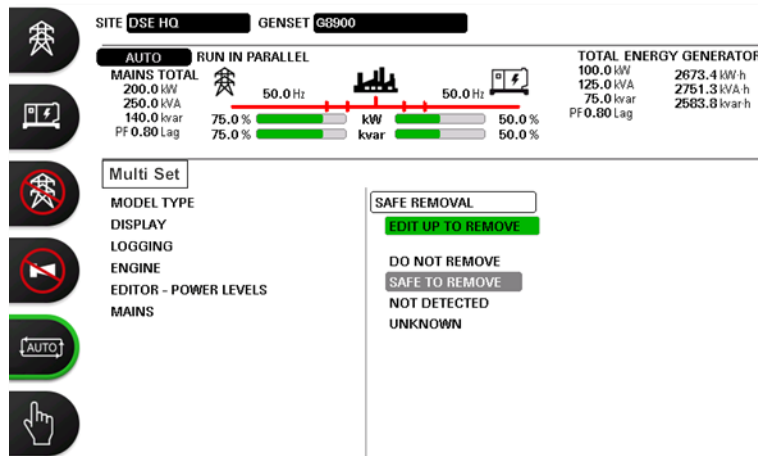 SITE DSE HQ GENSET G8900
AUTO RUN IN PARALLEL
MAINS TOTAL
200.0 kW
250.0 kVA
140.0 kvar
PF 0.80 Lag
50.0 Hz
50.0 Hz
75.0 % kW 50.0 %
75.0 % kvar 50.0 %
TOTAL ENERGY GENERATOR
100.0 kW 2673.4 kW·h
125.0 kVA 2751.3 kVA·h
75.0 kvar 2583.8 kvar·h
PF 0.80 Lag
Multi Set
MODEL TYPE
DISPLAY
LOGGING
ENGINE
EDITOR - POWER LEVELS
MAINS
SAFE REMOVAL
EDIT UP TO REMOVE
DO NOT REMOVE
SAFE TO REMOVE
NOT DETECTED
UNKNOWN
AUTO